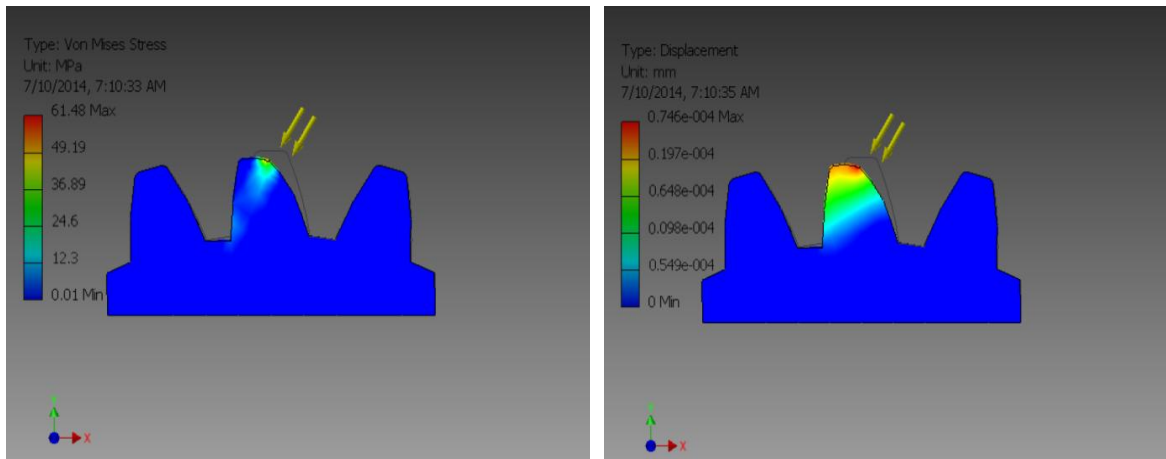 Type: Von Mises Stress
Unit: MPa
7/10/2014, 7:10:33 AM
61.48 Max
49.19
36.89
24.6
12.3
0.01 Min
Y
X
Type: Displacement
Unit: mm
7/10/2014, 7:10:35 AM
0.746e-004 Max
0.197e-004
0.648e-004
0.098e-004
0.549e-004
0 Min
Y
X